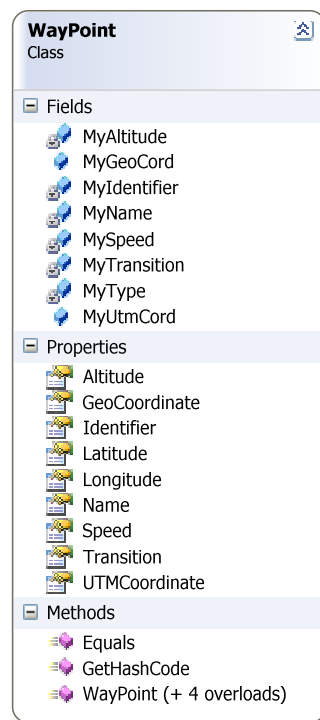 WayPoint
Class
Fields
MyAltitude
MyGeoCord
MyIdentifier
MyName
MySpeed
MyTransition
MyType
MyUtmCord
Properties
Altitude
GeoCoordinate
Identifier
Latitude
Longitude
Name
Speed
Transition
UTMCoordinate
Methods
Equals
GetHashCode
WayPoint (+ 4 overloads)